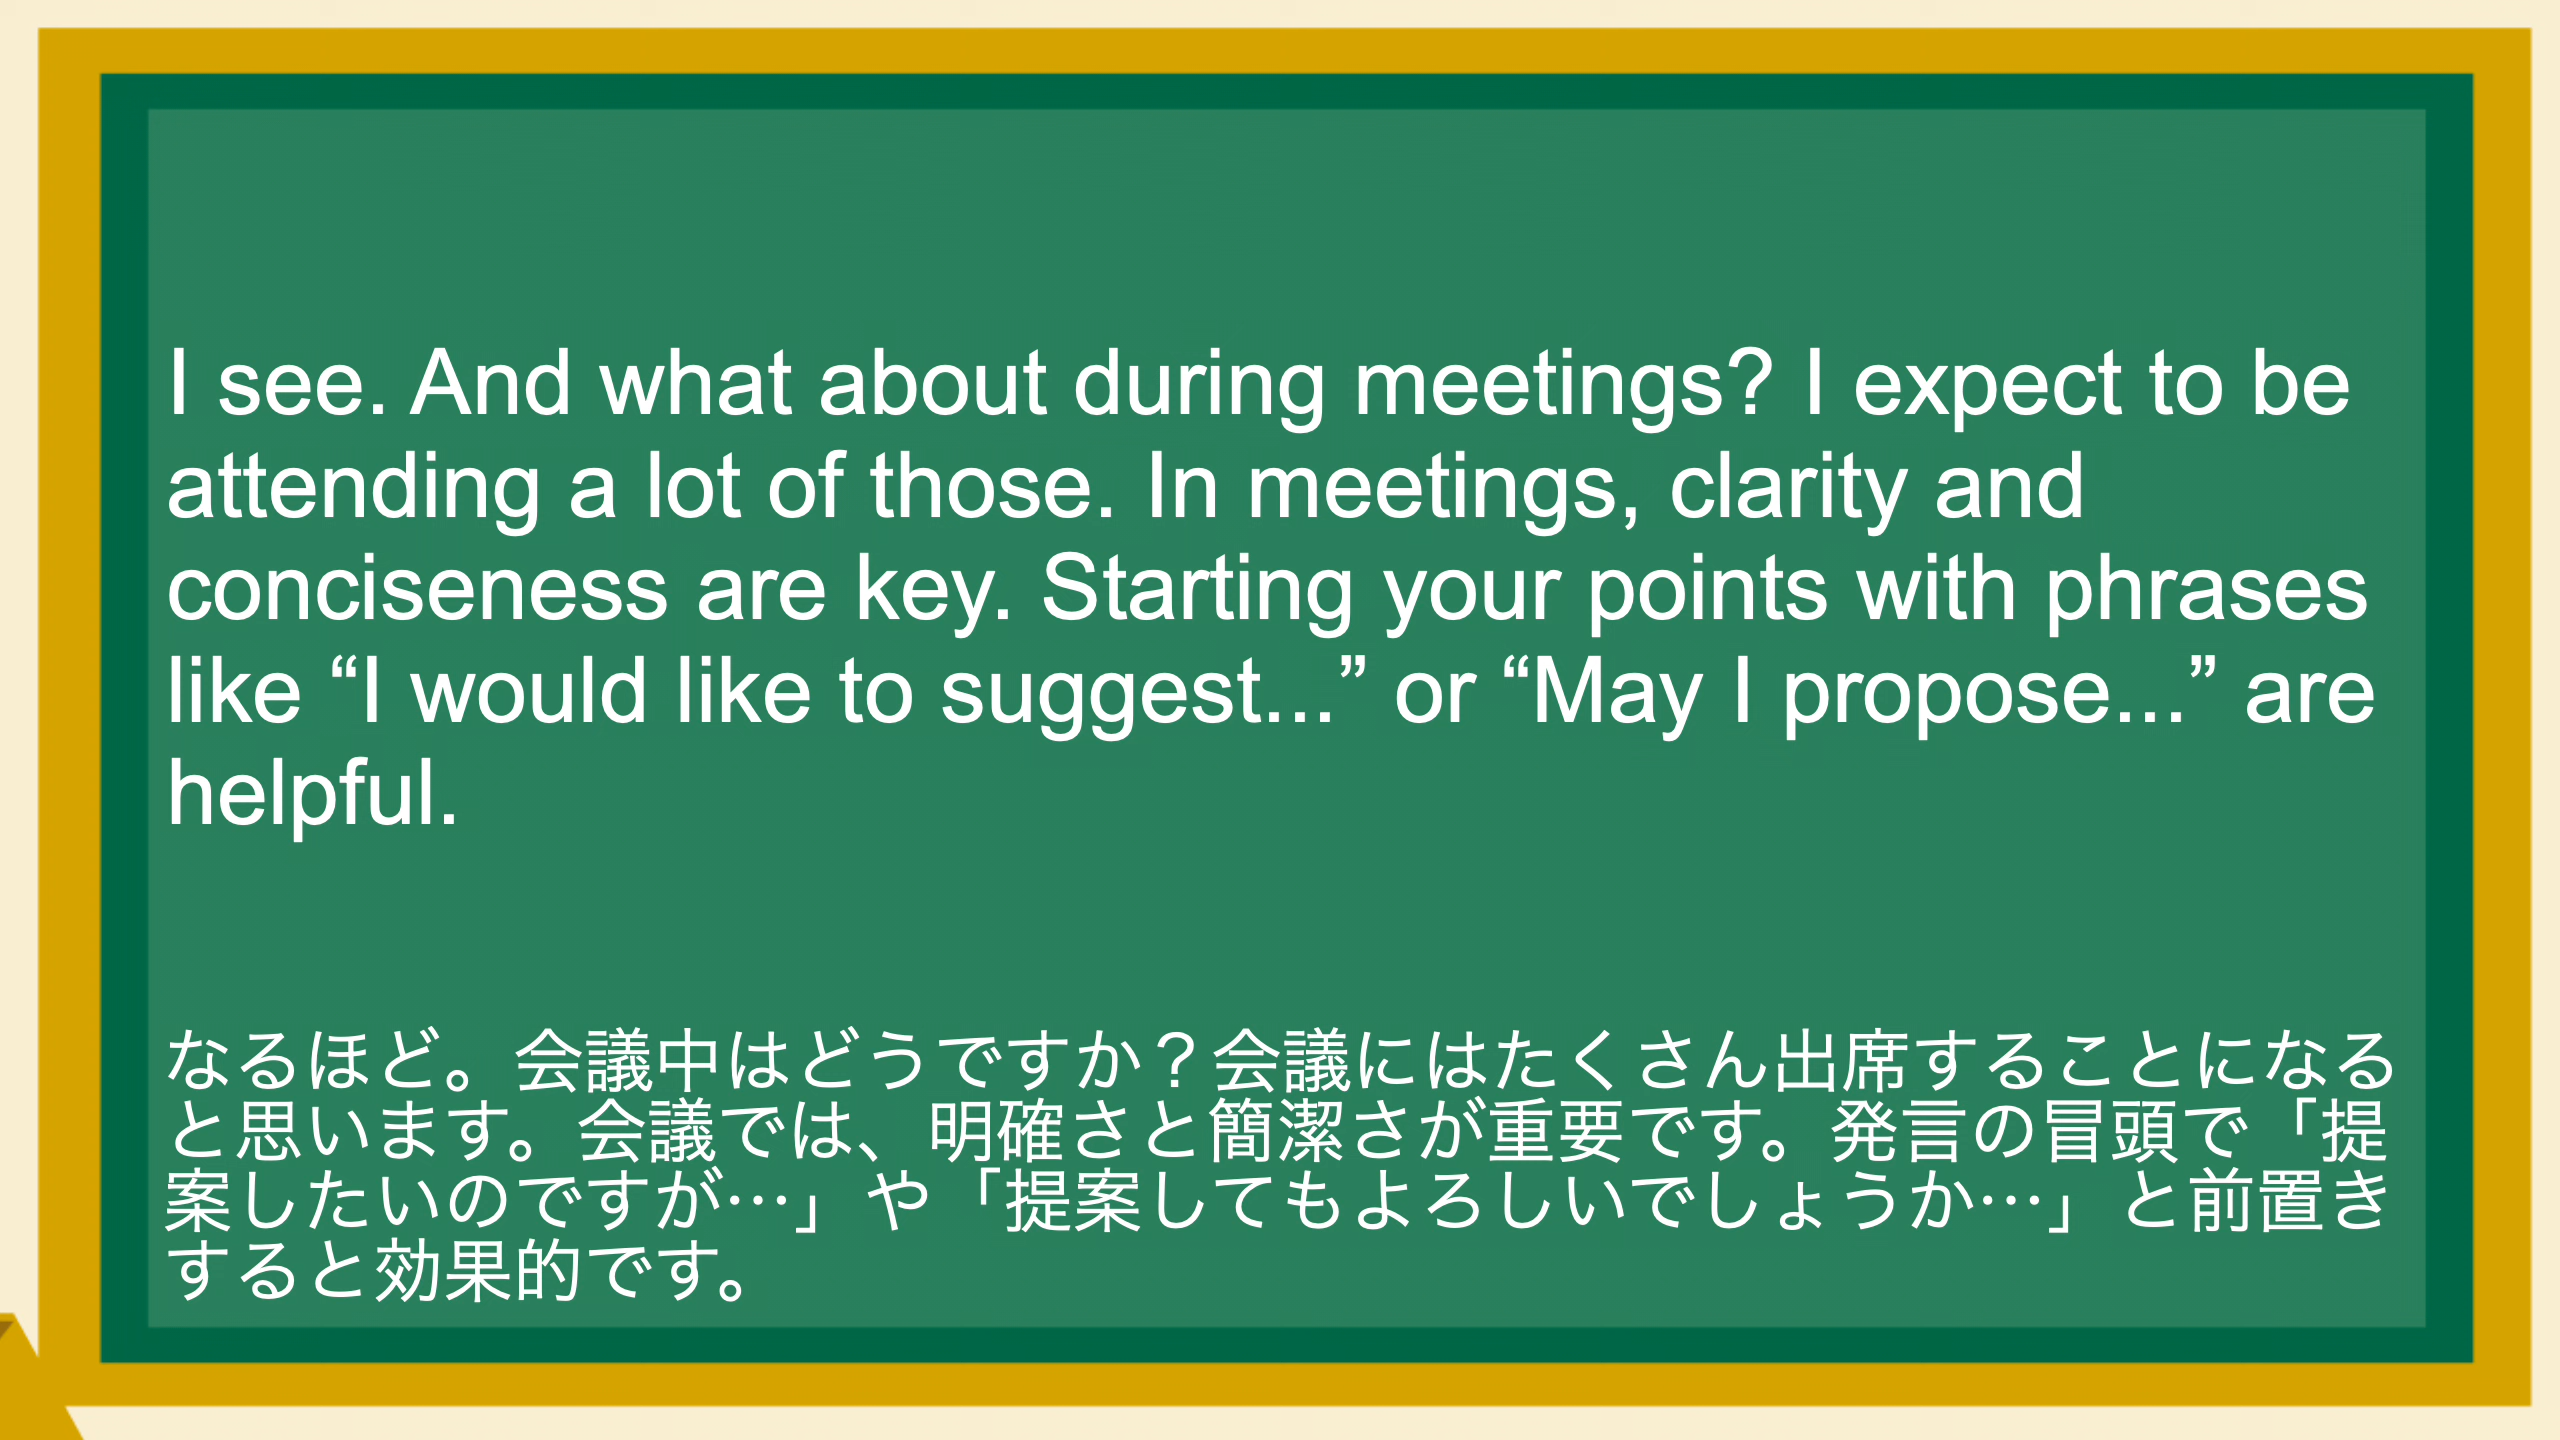 I see. And what about during meetings? I expect to be
attending a lot of those. In meetings, clarity and
conciseness are key. Starting your points with phrases
like “I would like to suggest...” or “May I propose...” are
helpful.
なるほど。会議中はどうですか？会議にはたくさん出席することになる
と思います。会議では、明確さと簡潔さが重要です。発言の冒頭で「提
案したいのですが…」や「提案してもよろしいでしょうか…」と前置き
すると効果的です。